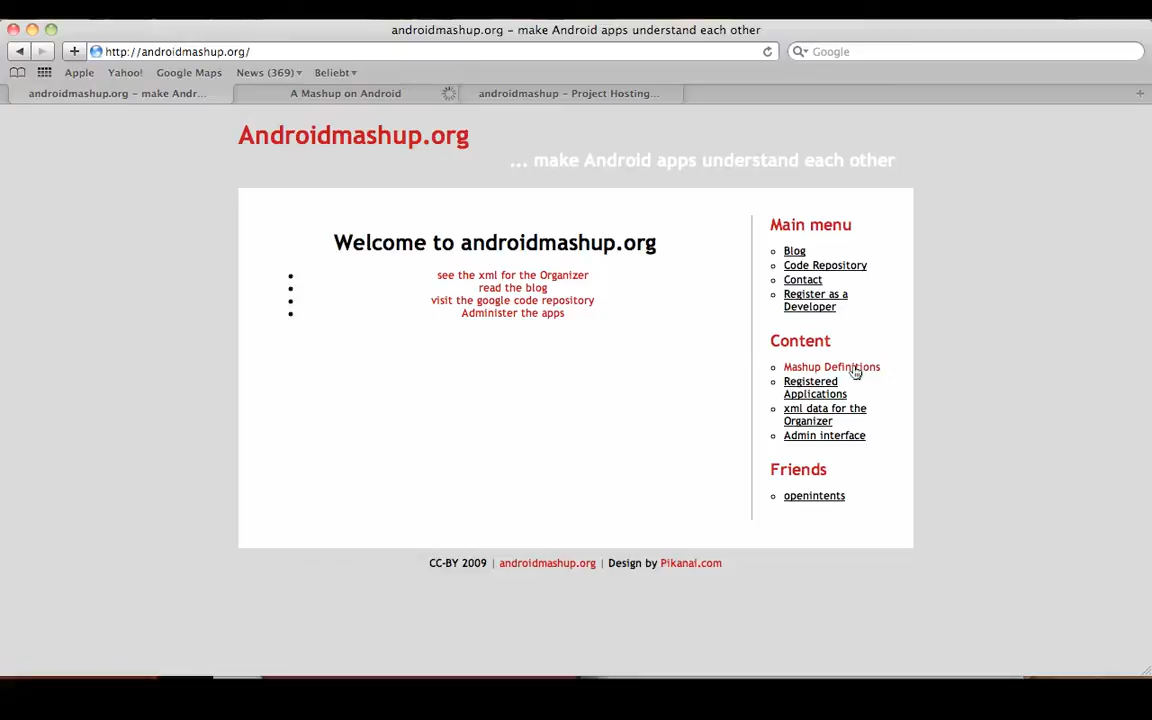 androidmashup.org – make Android apps understand each other
http://androidmashup.org/
Google
Apple Yahoo! Google Maps News (369) Beliebt
androidmashup.org – make Andr... A Mashup on Android androidmashup – Project Hosting...
Androidmashup.org
... make Android apps understand each other
Welcome to androidmashup.org
see the xml for the Organizer
read the blog
visit the google code repository
Administer the apps
Main menu
Blog
Code Repository
Contact
Register as a
Developer
Content
Mashup Definitions
Registered
Applications
xml data for the
Organizer
Admin interface
Friends
openintents
CC-BY 2009 | androidmashup.org | Design by Pikanai.com